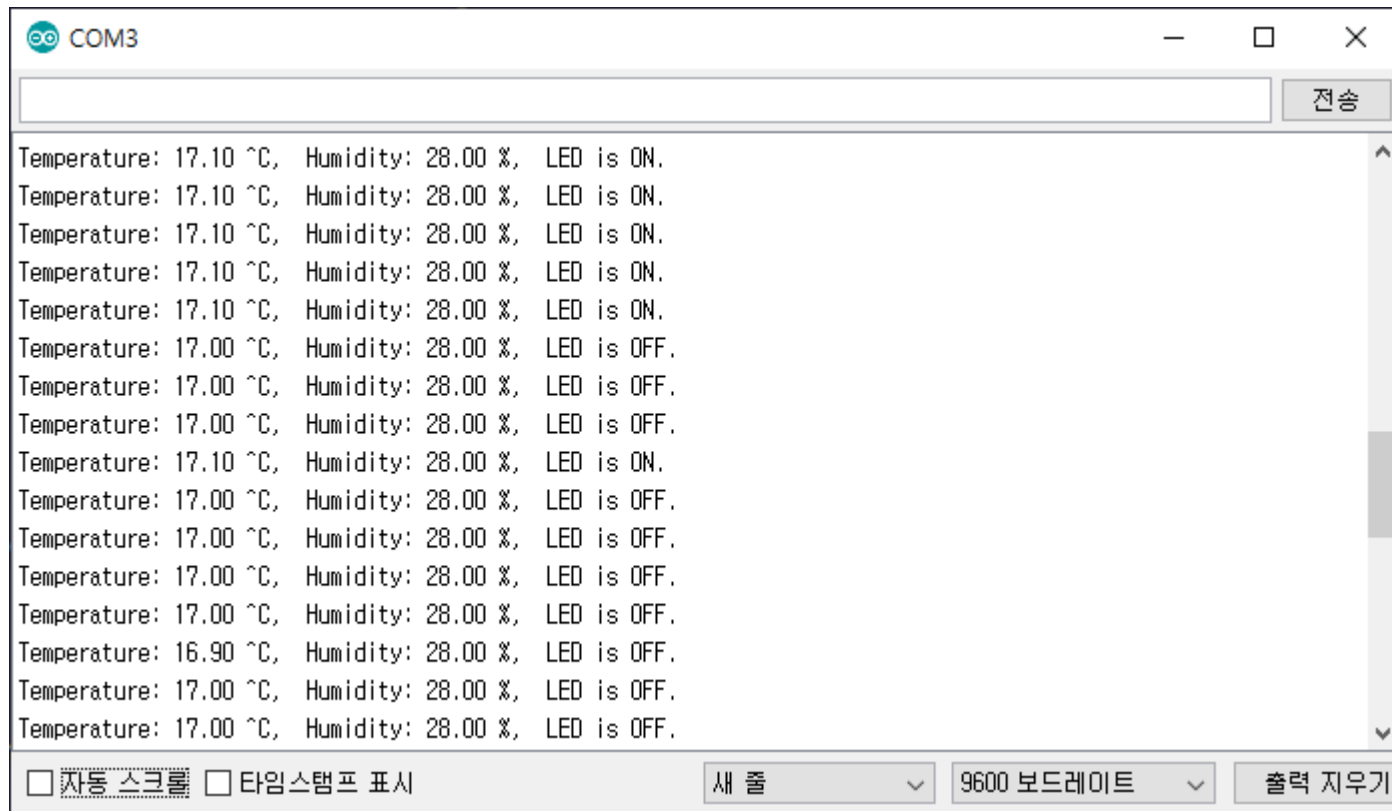 COM3
전송
Temperature: 17.10 ^C,  Humidity: 28.00 %,  LED is ON.
Temperature: 17.10 ^C,  Humidity: 28.00 %,  LED is ON.
Temperature: 17.10 ^C,  Humidity: 28.00 %,  LED is ON.
Temperature: 17.10 ^C,  Humidity: 28.00 %,  LED is ON.
Temperature: 17.10 ^C,  Humidity: 28.00 %,  LED is ON.
Temperature: 17.00 ^C,  Humidity: 28.00 %,  LED is OFF.
Temperature: 17.00 ^C,  Humidity: 28.00 %,  LED is OFF.
Temperature: 17.00 ^C,  Humidity: 28.00 %,  LED is OFF.
Temperature: 17.10 ^C,  Humidity: 28.00 %,  LED is ON.
Temperature: 17.00 ^C,  Humidity: 28.00 %,  LED is OFF.
Temperature: 17.00 ^C,  Humidity: 28.00 %,  LED is OFF.
Temperature: 17.00 ^C,  Humidity: 28.00 %,  LED is OFF.
Temperature: 17.00 ^C,  Humidity: 28.00 %,  LED is OFF.
Temperature: 16.90 ^C,  Humidity: 28.00 %,  LED is OFF.
Temperature: 17.00 ^C,  Humidity: 28.00 %,  LED is OFF.
Temperature: 17.00 ^C,  Humidity: 28.00 %,  LED is OFF.
자동 스크롤 타임스탬프 표시 새 줄 9600 보드레이트 출력 지우기